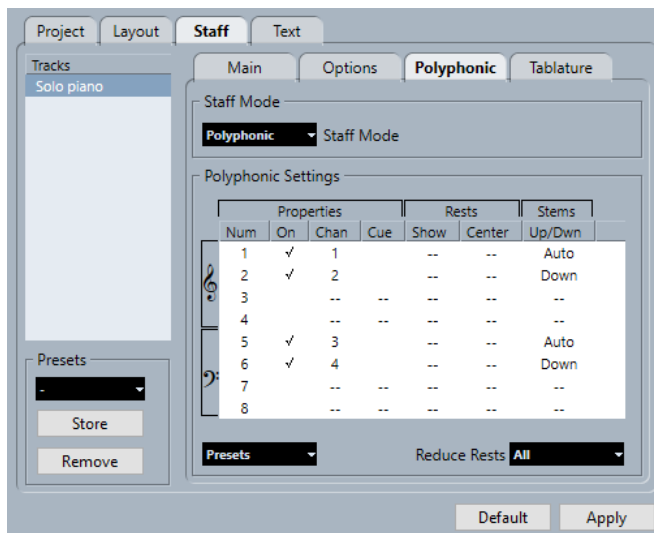 Project Layout Staff Text
Tracks
Solo piano
Main Options Polyphonic Tablature
Staff Mode
Polyphonic Staff Mode
Polyphonic Settings
Properties Rests Stems
Num On Chan Cue Show Center Up/Dwn
1 √ 1 -- -- Auto
2 √ 2 -- -- Down
3 -- -- -- -- --
4 -- -- -- -- --
5 √ 3 -- -- Auto
6 √ 4 -- -- Down
7 -- -- -- -- --
8 -- -- -- -- --
Presets Reduce Rests All
Presets
-
Store
Remove
Default Apply